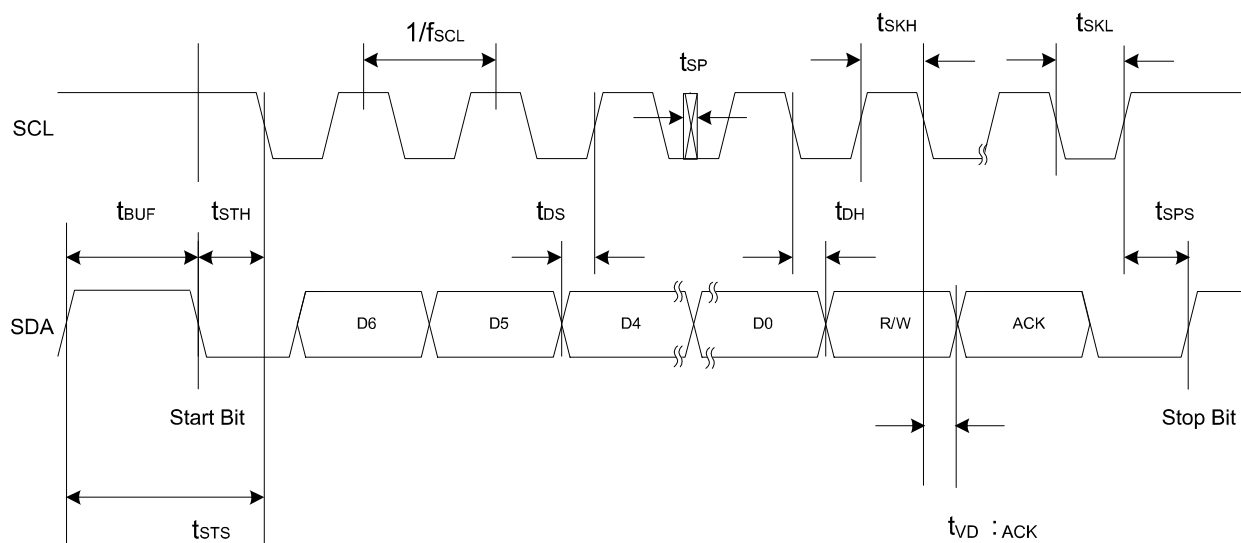 1/fSCL
tSP
tSKH
tSKL
SCL
tBUF
tSTH
tDS
tDH
tSPS
SDA
D6
D5
D4
D0
R/W
ACK
Start Bit
Stop Bit
tSTS
tVD : ACK